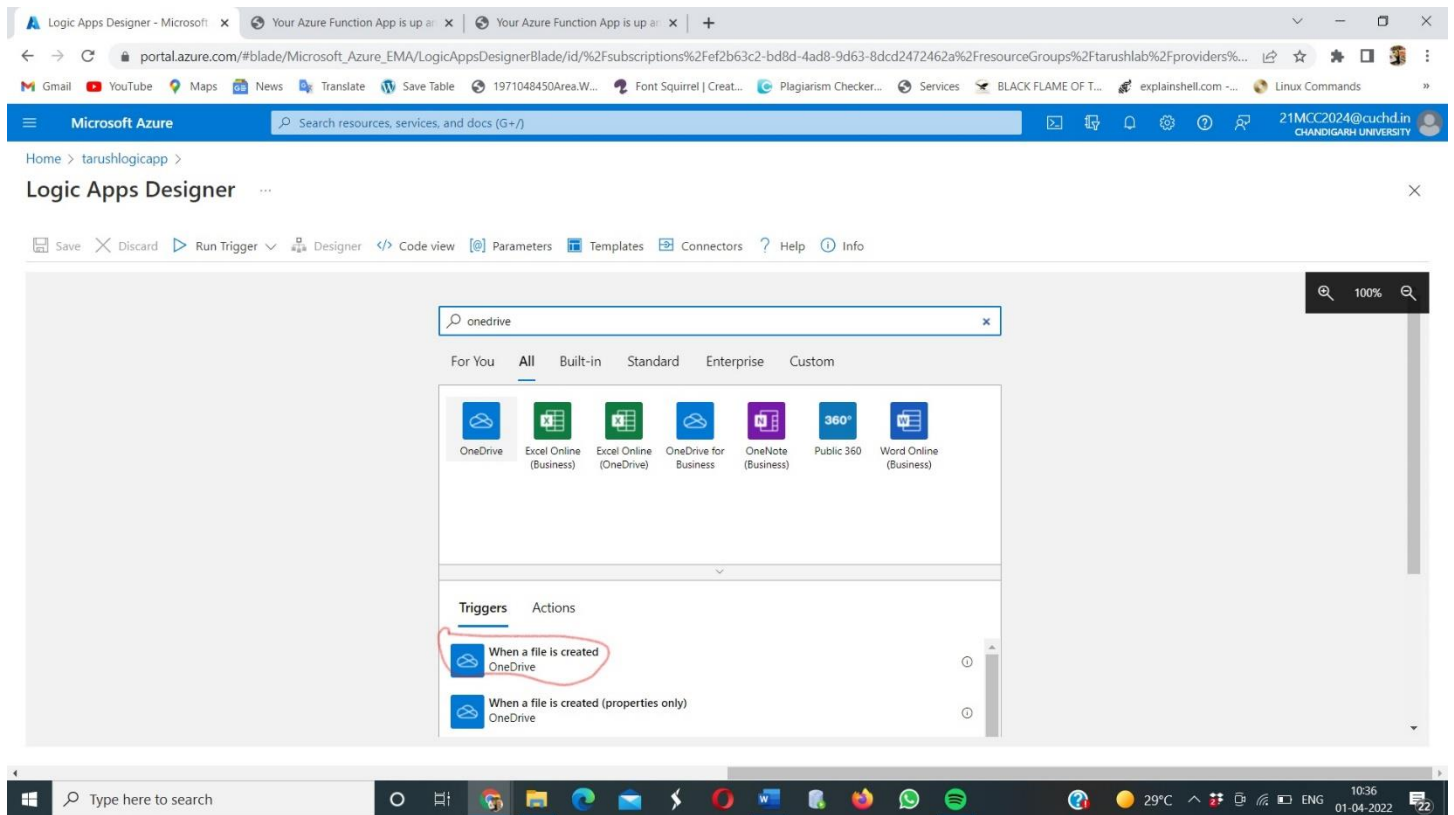 Logic Apps Designer - Microsoft
Your Azure Function App is up an
Your Azure Function App is up an
portal.azure.com/#blade/Microsoft_Azure_EMA/LogicAppsDesignerBlade/id/%2Fsubscriptions%2Fef2b63c2-bd8d-4ad8-9d63-8dcd2472462a%2FresourceGroups%2Ftarushlab%2Fproviders%...
Gmail YouTube Maps News Translate Save Table 1971048450Area.W... Font Squirrel | Creat... Plagiarism Checker... Services BLACK FLAME OF T... explainshell.com -... Linux Commands »
Microsoft Azure
Search resources, services, and docs (G+/)
21MCC2024@cuchd.in
CHANDIGARH UNIVERSITY
Home > tarushlogicapp >
Logic Apps Designer ...
Save Discard Run Trigger Designer Code view Parameters Templates Connectors Help Info
100%
onedrive
For You All Built-in Standard Enterprise Custom
OneDrive
Excel Online
(Business)
Excel Online
(OneDrive)
OneDrive for
Business
OneNote
(Business)
360°
Public 360
Word Online
(Business)
Triggers Actions
When a file is created
OneDrive
When a file is created (properties only)
OneDrive
Type here to search
29°C
ENG
10:36
01-04-2022
22